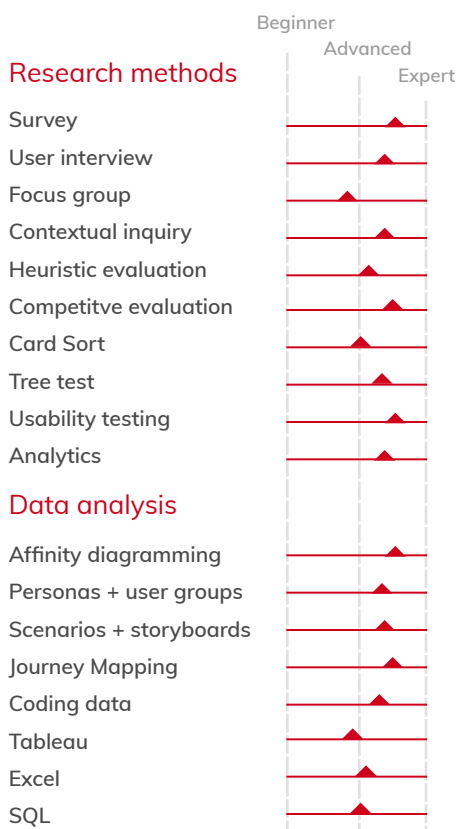 Beginner
Advanced
Expert
Research methods
Survey
User interview
Focus group
Contextual inquiry
Heuristic evaluation
Competitve evaluation
Card Sort
Tree test
Usability testing
Analytics
Data analysis
Affinity diagramming
Personas + user groups
Scenarios + storyboards
Journey Mapping
Coding data
Tableau
Excel
SQL